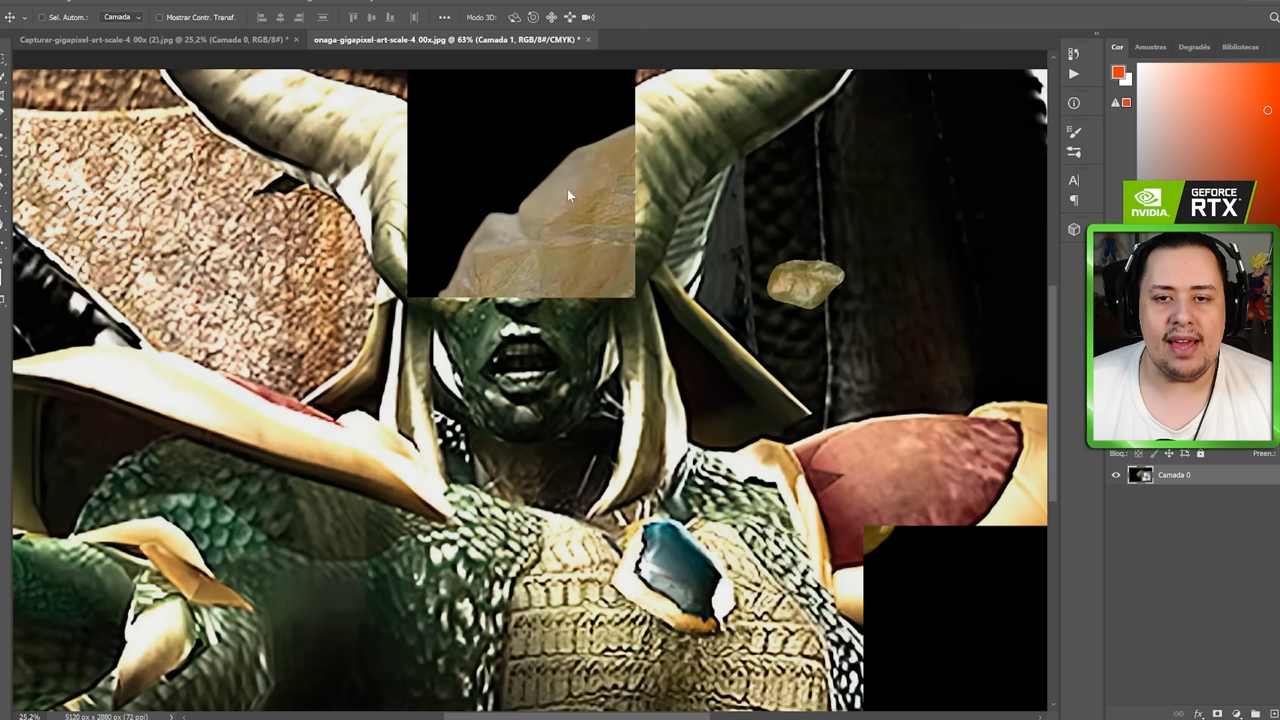 Sel. Autom.: Camada Mostrar Contr. Transf. Modo 3D:
Capturar-gigapixel-art-scale-4 00x (2).jpg @ 25,2% (Camada 0, RGB/8#) * ×
onaga-gigapixel-art-scale-4 00x.jpg @ 63% (Camada 1, RGB/8#/CMYK) * ×
Cor Amostras Degradês Bibliotecas
NVIDIA.
GEFORCE
RTX
Bloq.: Preen.:
Camada 0
25,2% 5120 px x 2880 px (72 ppi)